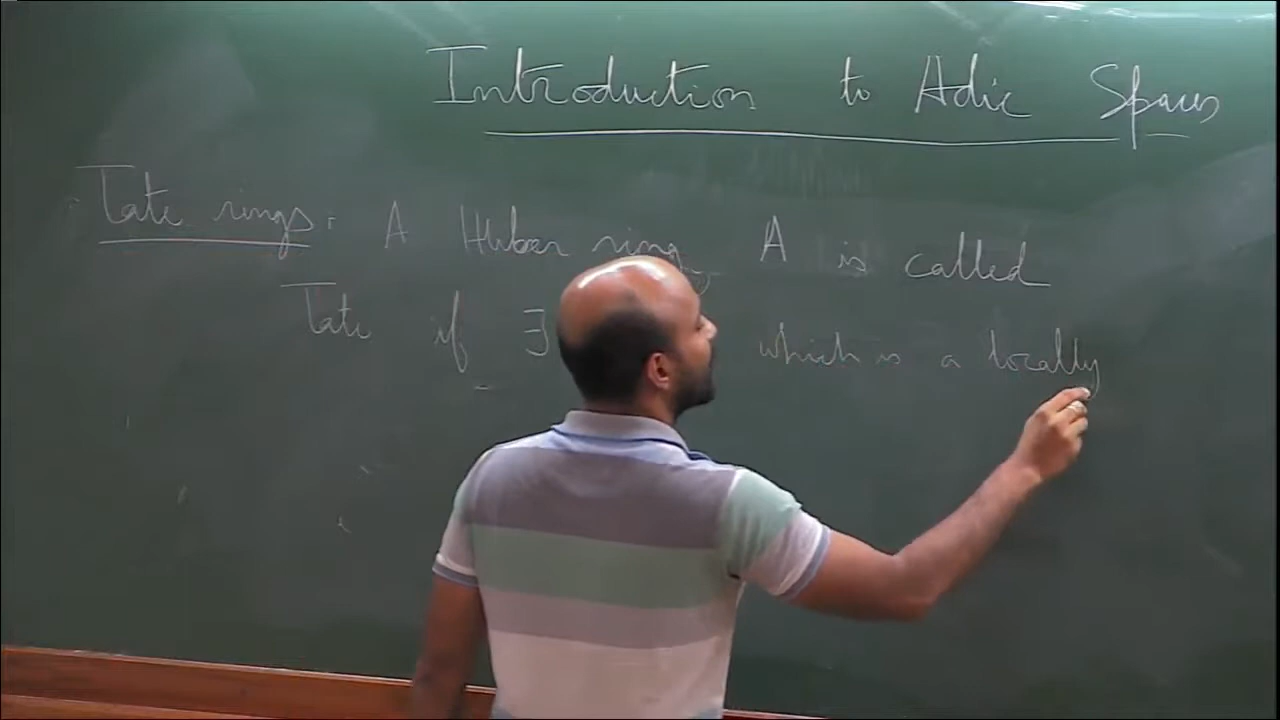 Introduction to Adic Spaces
Tate rings: A Huber ring A is called
Tate if ∃ which is a locally